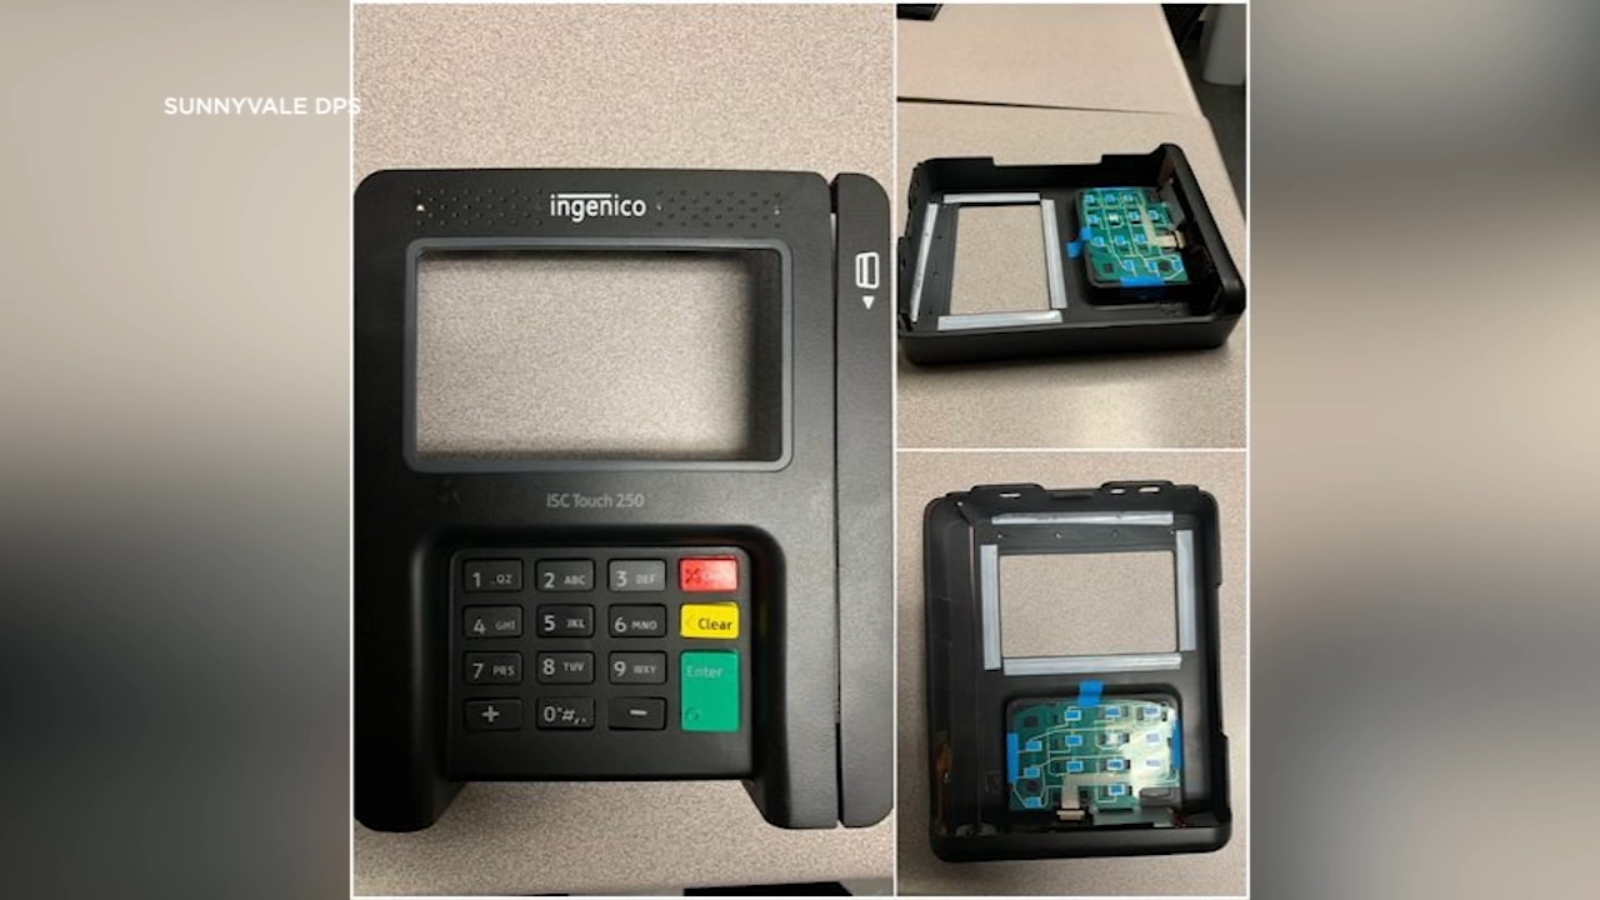 SUNNYVALE DPS
ingenico
iSC Touch 250
1 .QZ 2 ABC 3 DEF
4 GHI 5 JKL 6 MNO Clear
7 PRS 8 TUV 9 WXY Enter
+ 0*#,. -